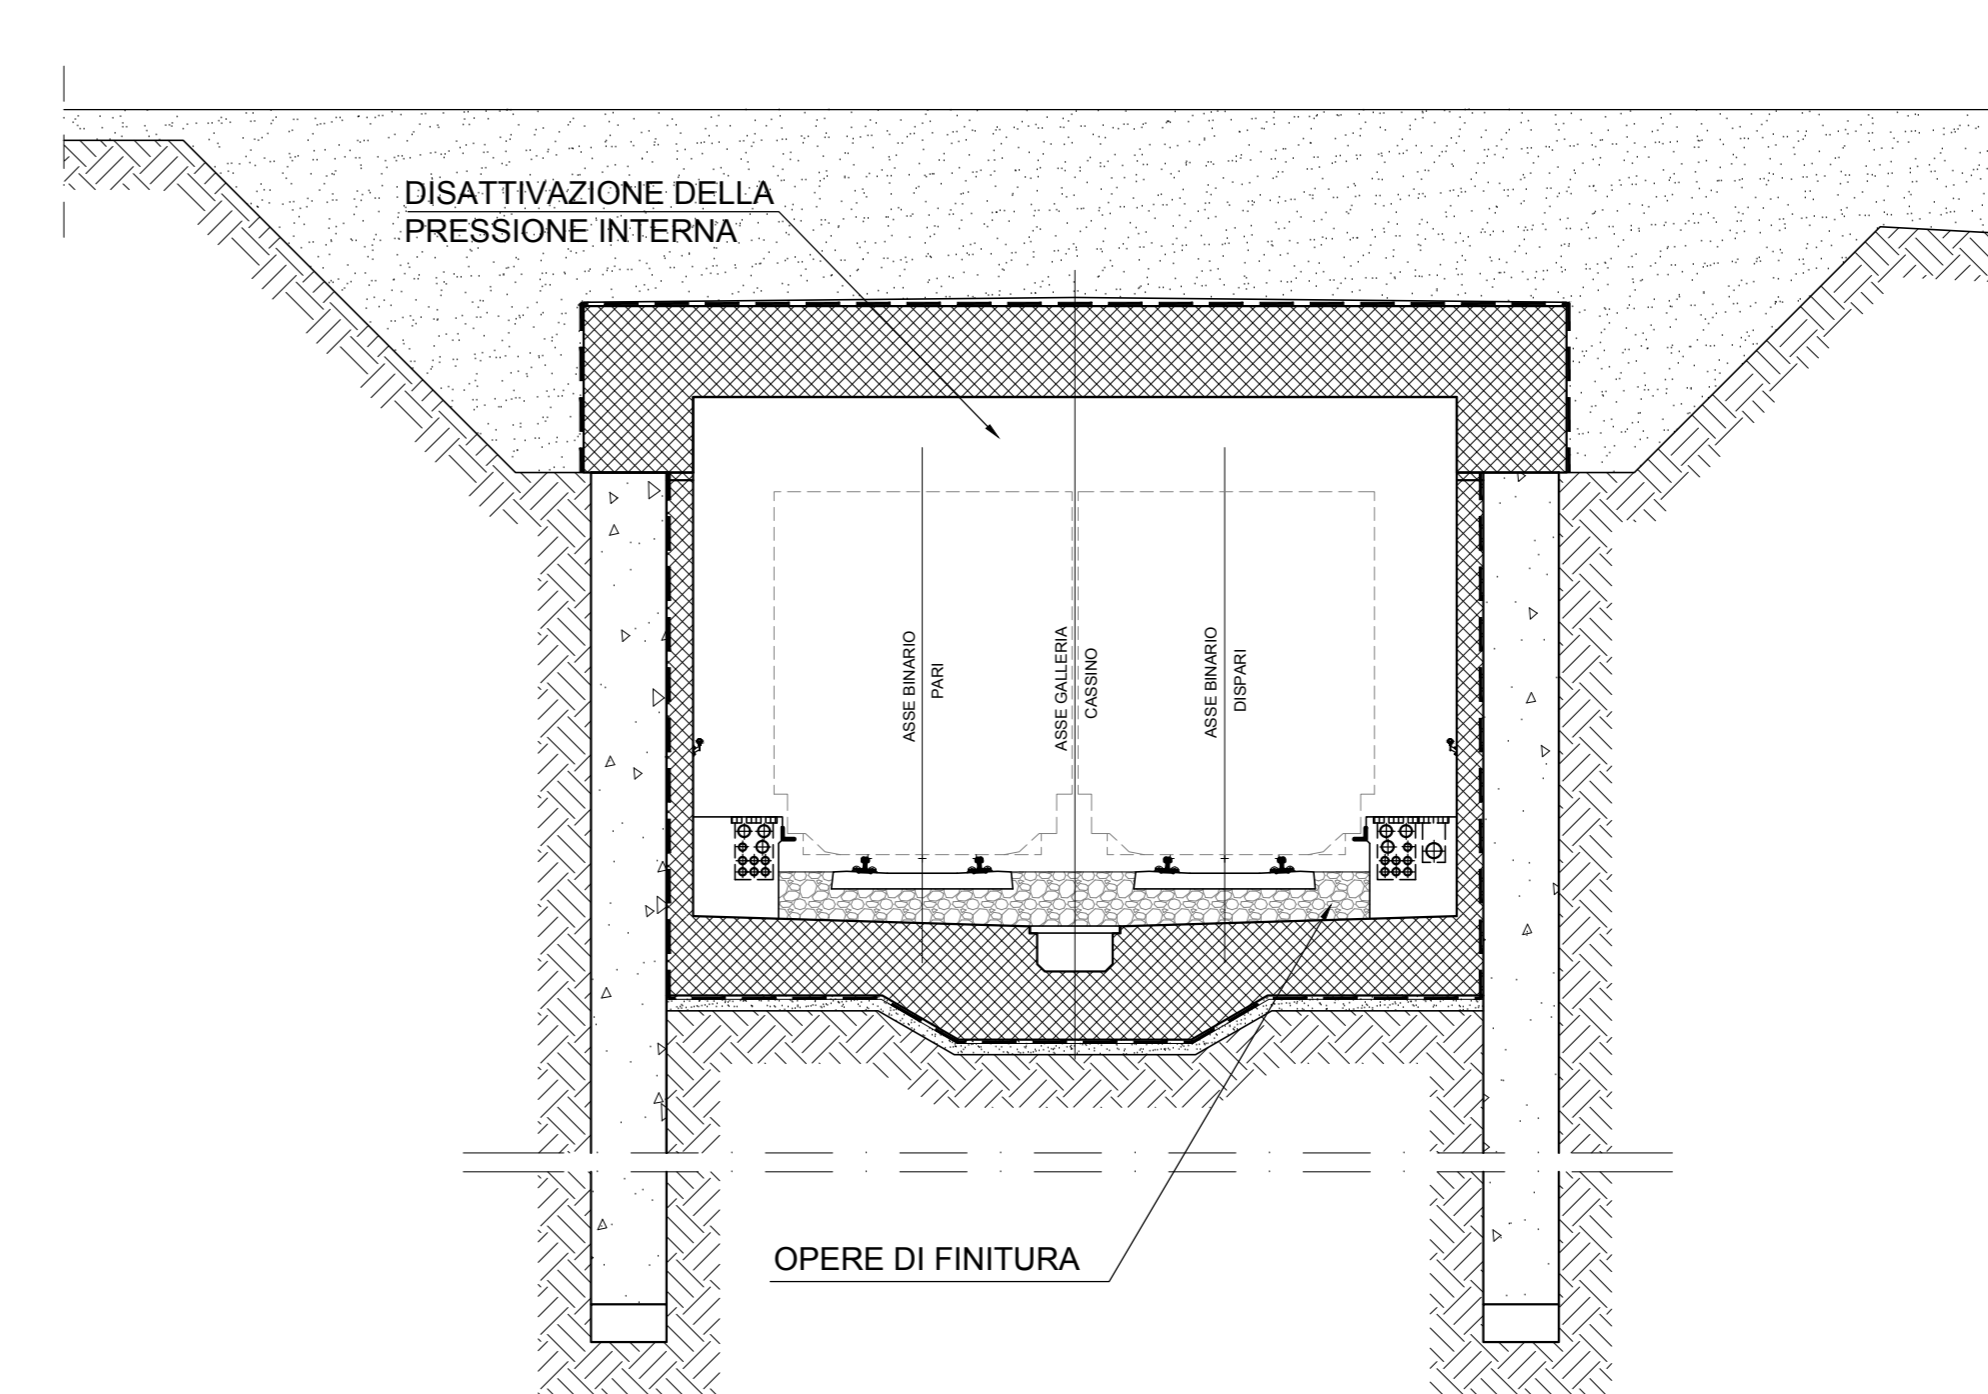 DISATTIVAZIONE DELLA
PRESSIONE INTERNA
ASSE BINARIO
PARI
ASSE GALLERIA
CASSINO
ASSE BINARIO
DISPARI
OPERE DI FINITURA